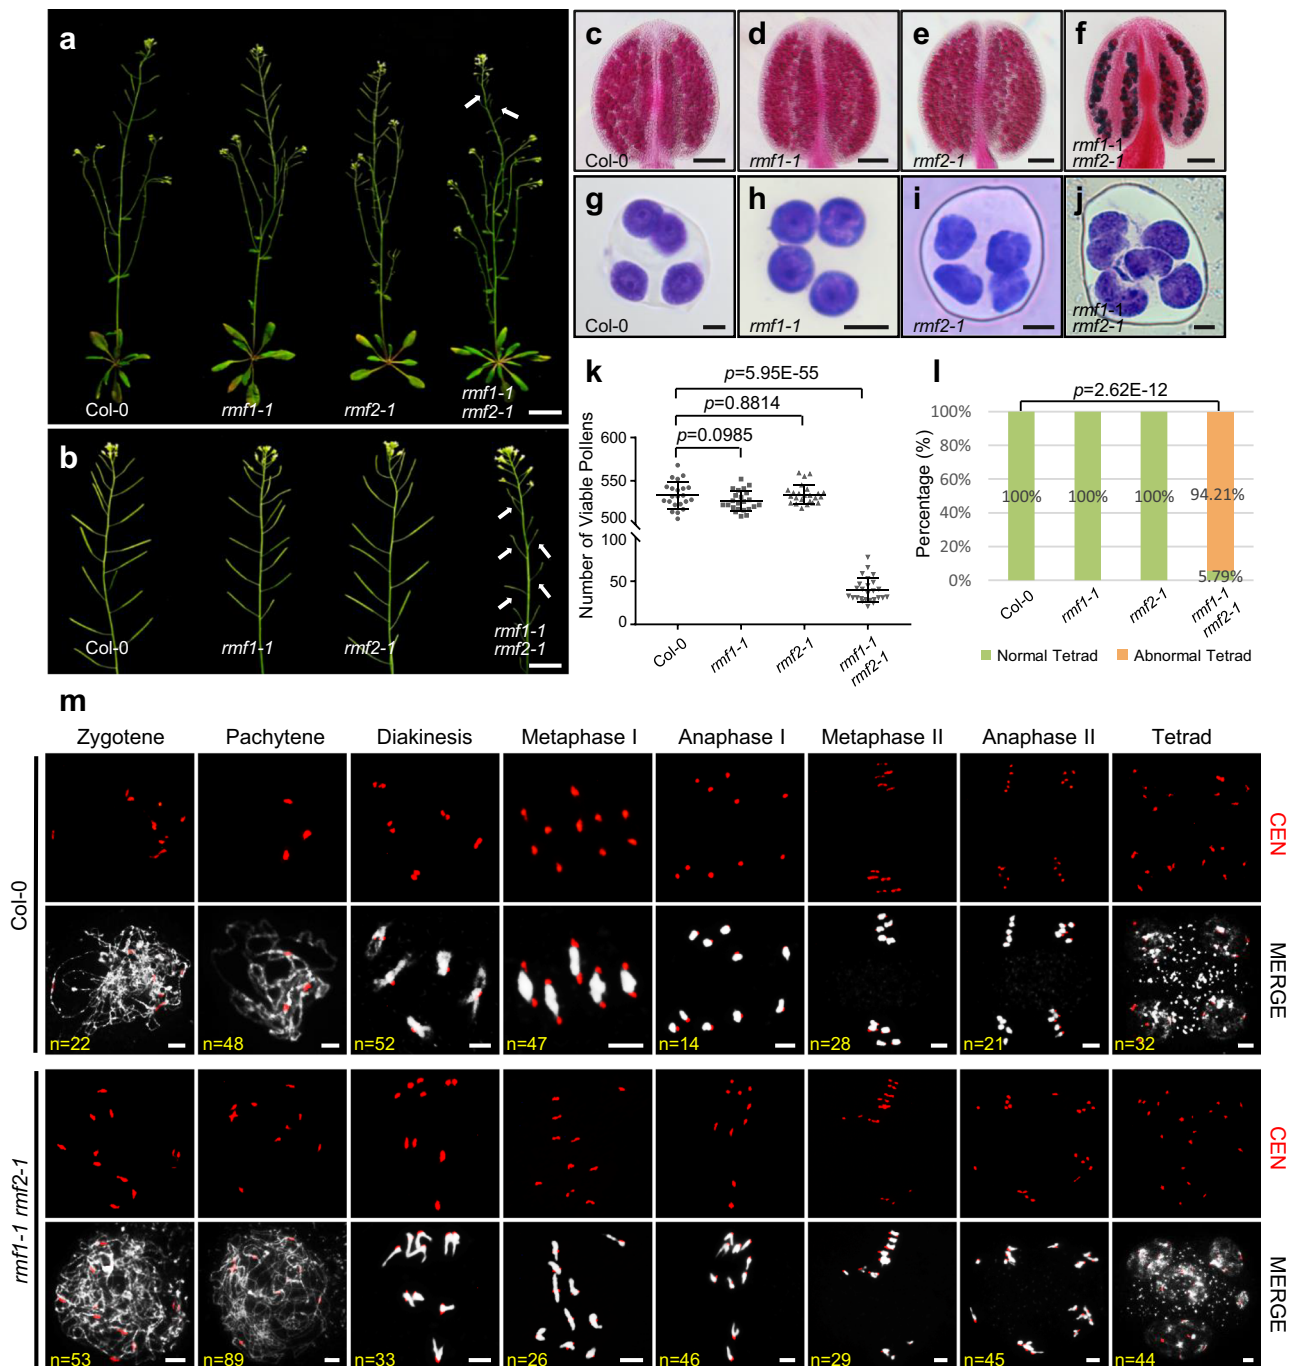 a
Col-0
rmf1-1
rmf2-1
rmf1-1
rmf2-1
b
Col-0
rmf1-1
rmf2-1
rmf1-1
rmf2-1
c
Col-0
d
rmf1-1
e
rmf2-1
f
rmf1-1
rmf2-1
g
Col-0
h
rmf1-1
i
rmf2-1
j
rmf1-1
rmf2-1
k
p=5.95E-55
p=0.8814
p=0.0985
Number of Viable Pollens
600
550
500
100
50
0
Col-0
rmf1-1
rmf2-1
rmf1-1
rmf2-1
l
p=2.62E-12
Percentage (%)
100%
80%
60%
40%
20%
0%
100%
100%
100%
94.21%
5.79%
Col-0
rmf1-1
rmf2-1
rmf1-1
rmf2-1
Normal Tetrad
Abnormal Tetrad
m
Zygotene
Pachytene
Diakinesis
Metaphase I
Anaphase I
Metaphase II
Anaphase II
Tetrad
Col-0
CEN
MERGE
n=22
n=48
n=52
n=47
n=14
n=28
n=21
n=32
rmf1-1 rmf2-1
CEN
MERGE
n=53
n=89
n=33
n=26
n=46
n=29
n=45
n=44